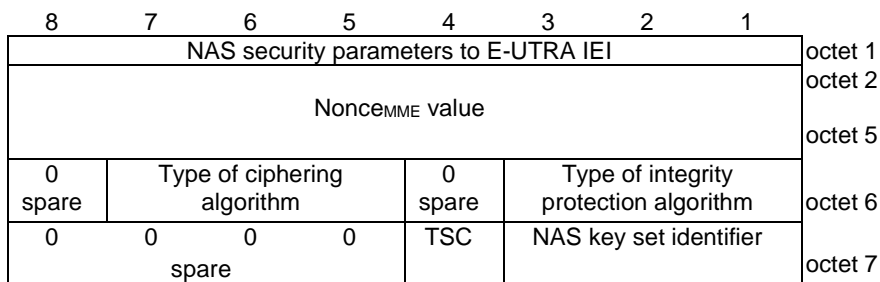 8 7 6 5 4 3 2 1
NAS security parameters to E-UTRA IEI octet 1
octet 2
NonceMME value
octet 5
0 Type of ciphering 0 Type of integrity
spare algorithm spare protection algorithm octet 6
0 0 0 0 TSC NAS key set identifier
spare octet 7